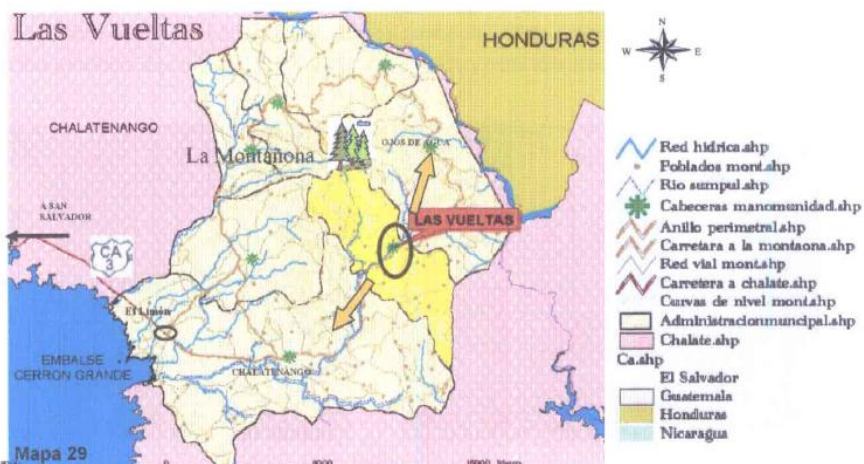 Las Vueltas
HONDURAS
N
W E
S
CHALATENANGO
La Montañona
OJOS DE AGUA
A SAN
SALVADOR
LAS VUELTAS
CA
3
El Limón
EMBALSE
CERRON GRANDE
CHALATENANGO
Mapa 29
0
Red hidrica.shp
Poblados mont.shp
Rio sumpul.shp
Cabeceras manomunidad.shp
Anillo perimetral.shp
Carretara a la montaona.shp
Red vial mont.shp
Carretera a chalate.shp
Curvas de nivel mont.shp
Administracionmuncipal.shp
Chalate.shp
Ca.shp
El Salvador
Guatemala
Honduras
Nicaragua